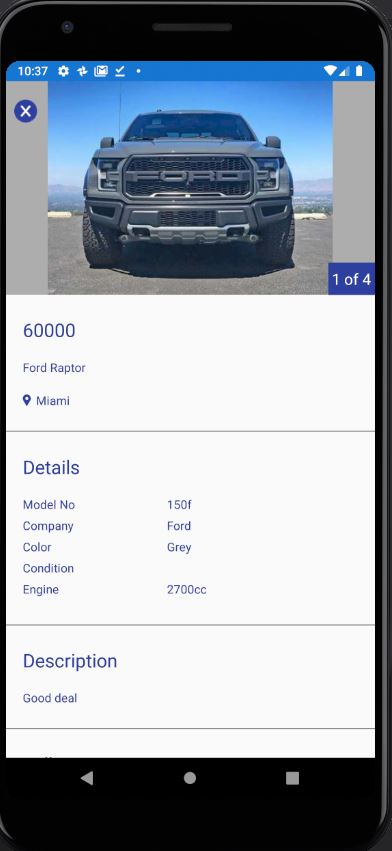 10:37
FORD
1 of 4
60000
Ford Raptor
Miami
Details
Model No 150f
Company Ford
Color Grey
Condition
Engine 2700cc
Description
Good deal